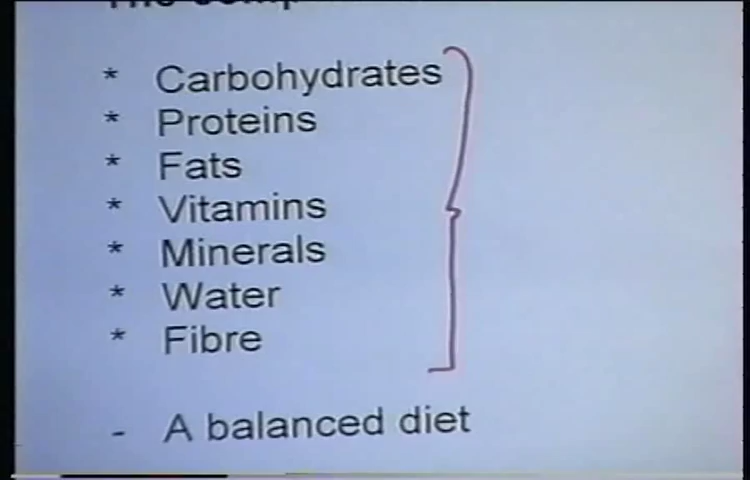 * Carbohydrates
* Proteins
* Fats
* Vitamins
* Minerals
* Water
* Fibre
- A balanced diet